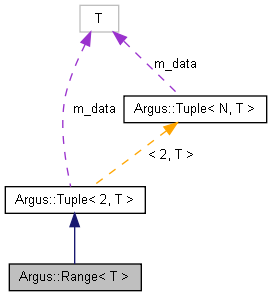 T
m_data
m_data
Argus::Tuple< N, T >
< 2, T >
Argus::Tuple< 2, T >
Argus::Range< T >